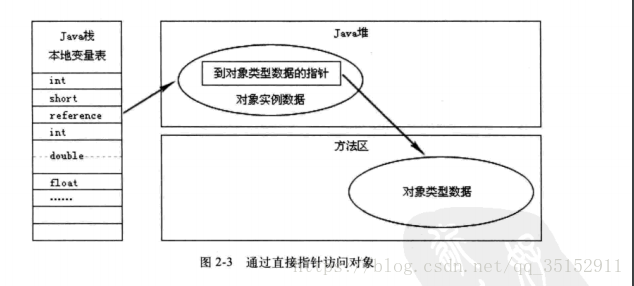 Java栈
本地变量表
int
short
reference
int
double
float
……
Java堆
到对象类型数据的指针
对象实例数据
方法区
对象类型数据
图 2-3 通过直接指针访问对象
https://blog.csdn.net/qq_35152911